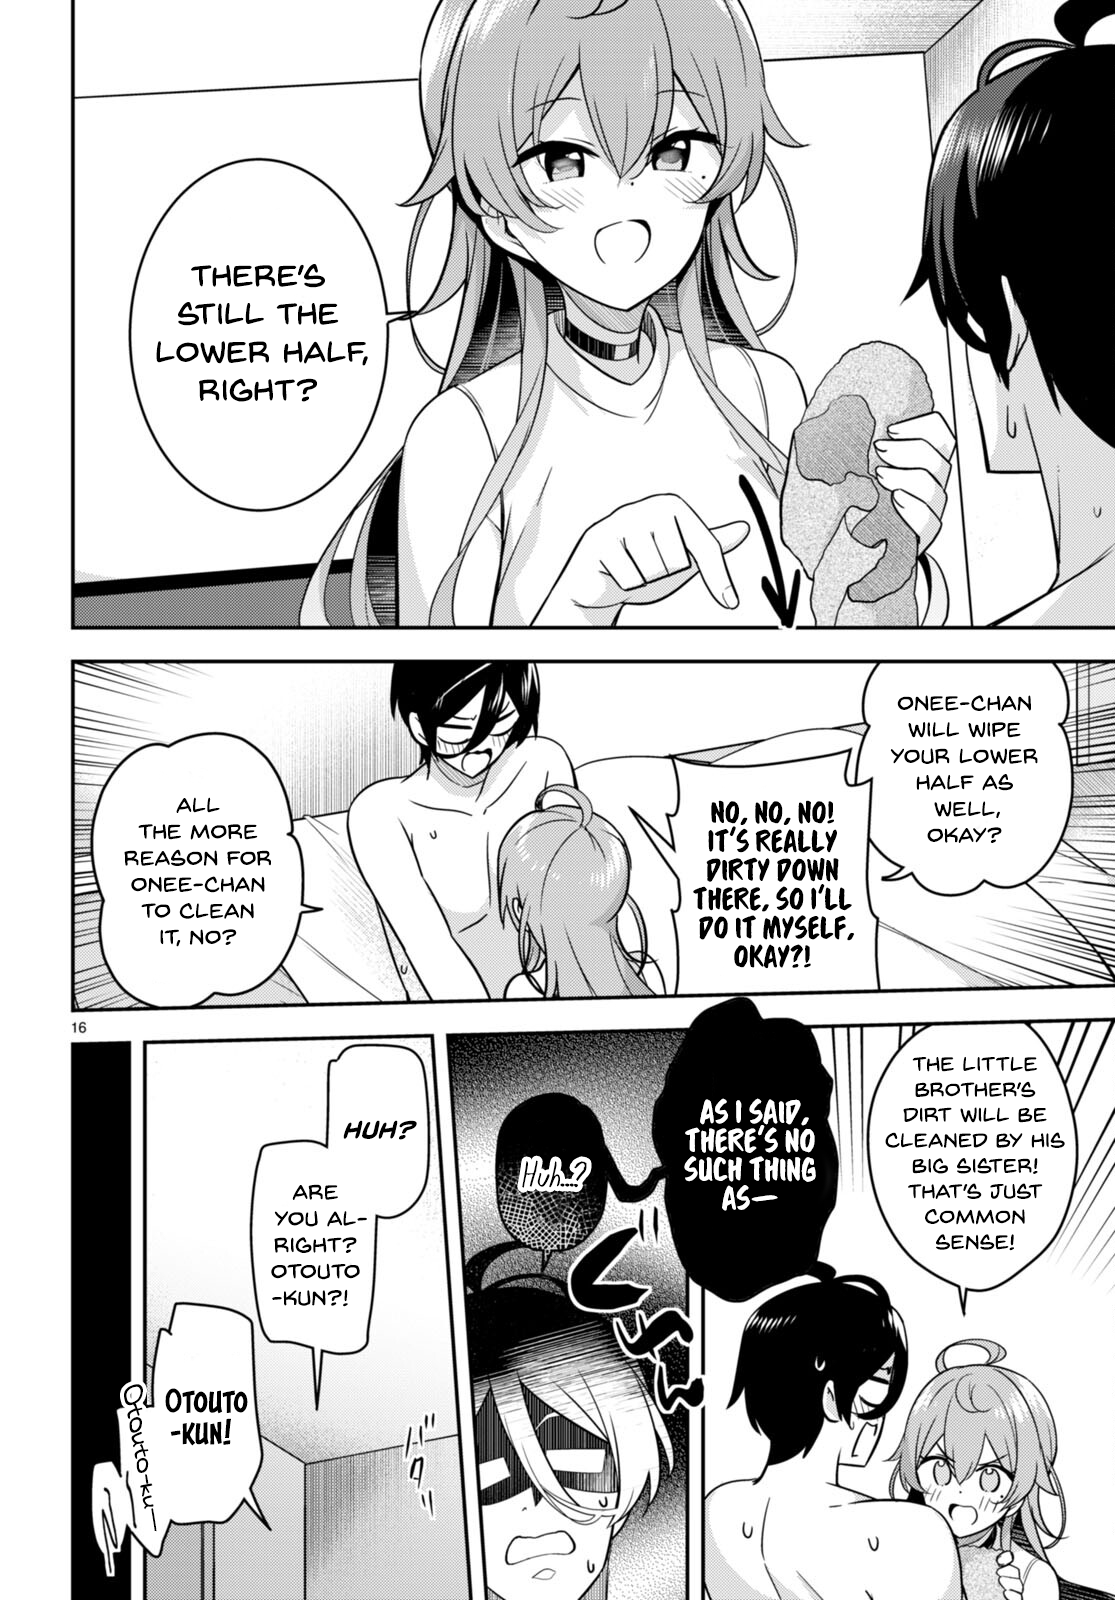 THERE'S
STILL THE
LOWER HALF,
RIGHT?
ONEE-CHAN
WILL WIPE
YOUR LOWER
HALF AS
WELL,
OKAY?
NO, NO, NO!
IT'S REALLY
DIRTY DOWN
THERE, SO I'LL
DO IT MYSELF,
OKAY?!
ALL
THE MORE
REASON FOR
ONEE-CHAN
TO CLEAN
IT, NO?
16
THE LITTLE
BROTHER'S
DIRT WILL BE
CLEANED BY HIS
BIG SISTER!
THAT'S JUST
COMMON
SENSE!
AS I SAID,
THERE'S NO
SUCH THING
AS—
Huh...?
HUH?
ARE
YOU AL-
RIGHT?
OTOUTO
-KUN?!
OTOUTO
-KUN!
Otouto-ku—